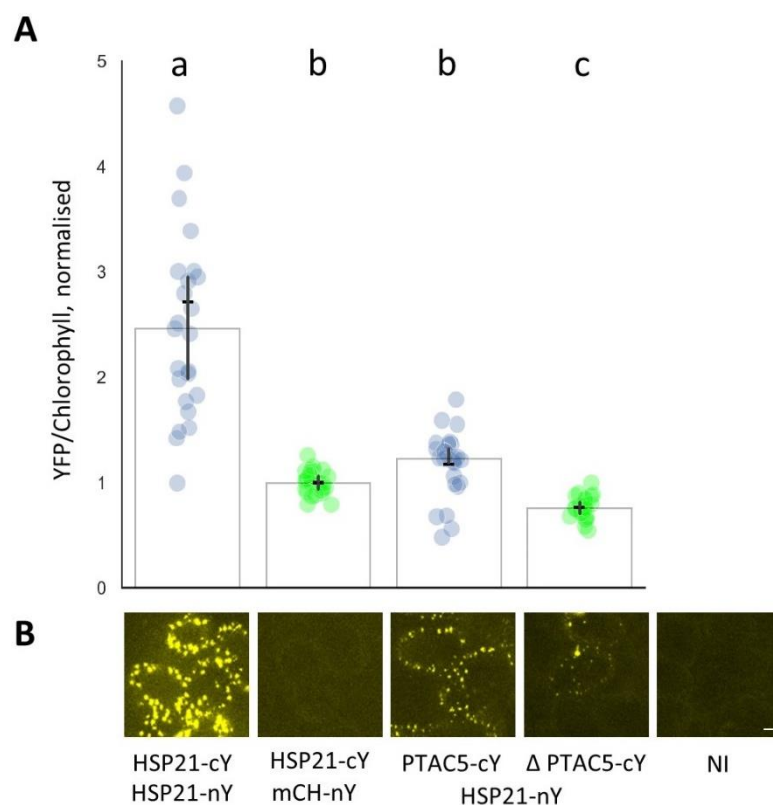 A
a b b c
5
4
3
2
1
0
YFP/Chlorophyll, normalised
B
HSP21-cY HSP21-cY PTAC5-cY Δ PTAC5-cY NI
HSP21-nY mCH-nY HSP21-nY